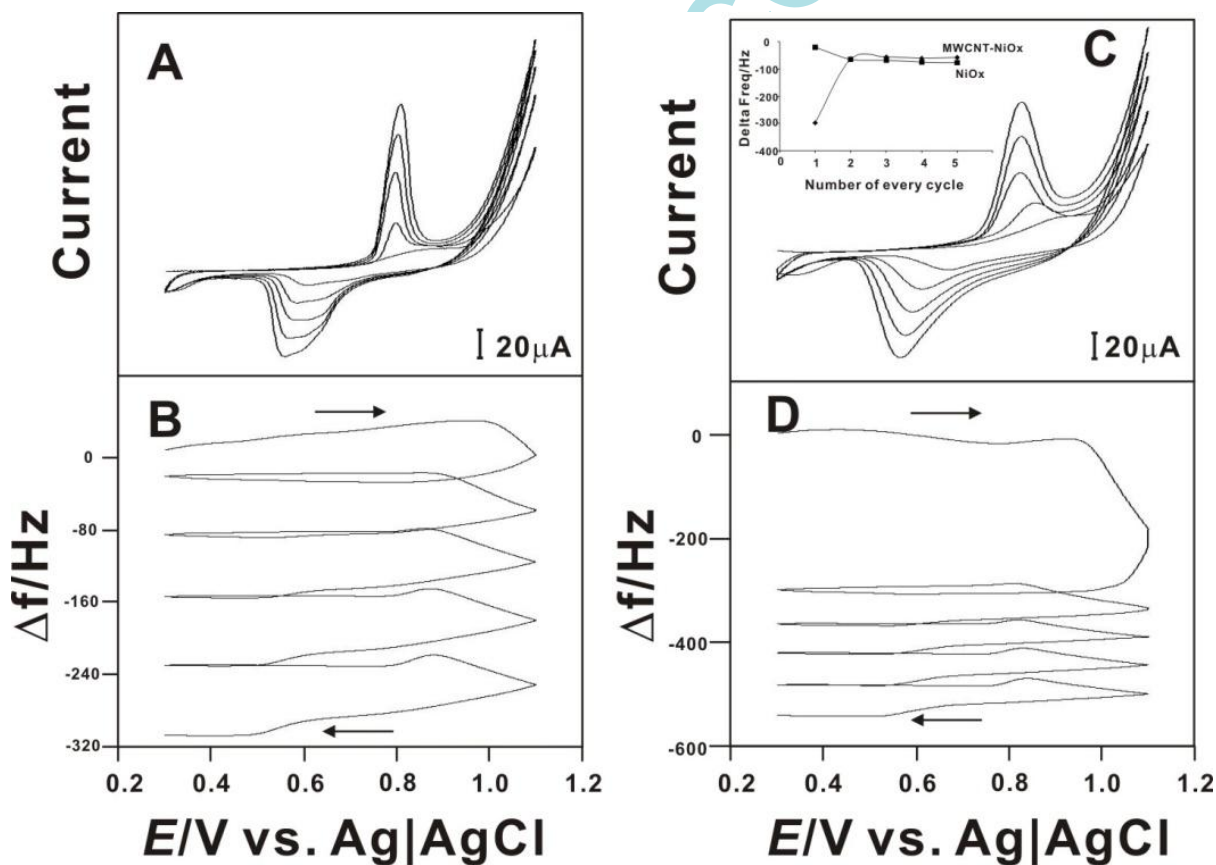 A
Current
20μA
B
Δf/Hz
0
-80
-160
-240
-320
0.2 0.4 0.6 0.8 1.0 1.2
E/V vs. Ag|AgCl
C
Current
Delta Freq/Hz
0
-100
-200
-300
-400
0 1 2 3 4 5
Number of every cycle
MWCNT-NiOx
NiOx
20μA
D
Δf/Hz
0
-200
-400
-600
0.2 0.4 0.6 0.8 1.0 1.2
E/V vs. Ag|AgCl